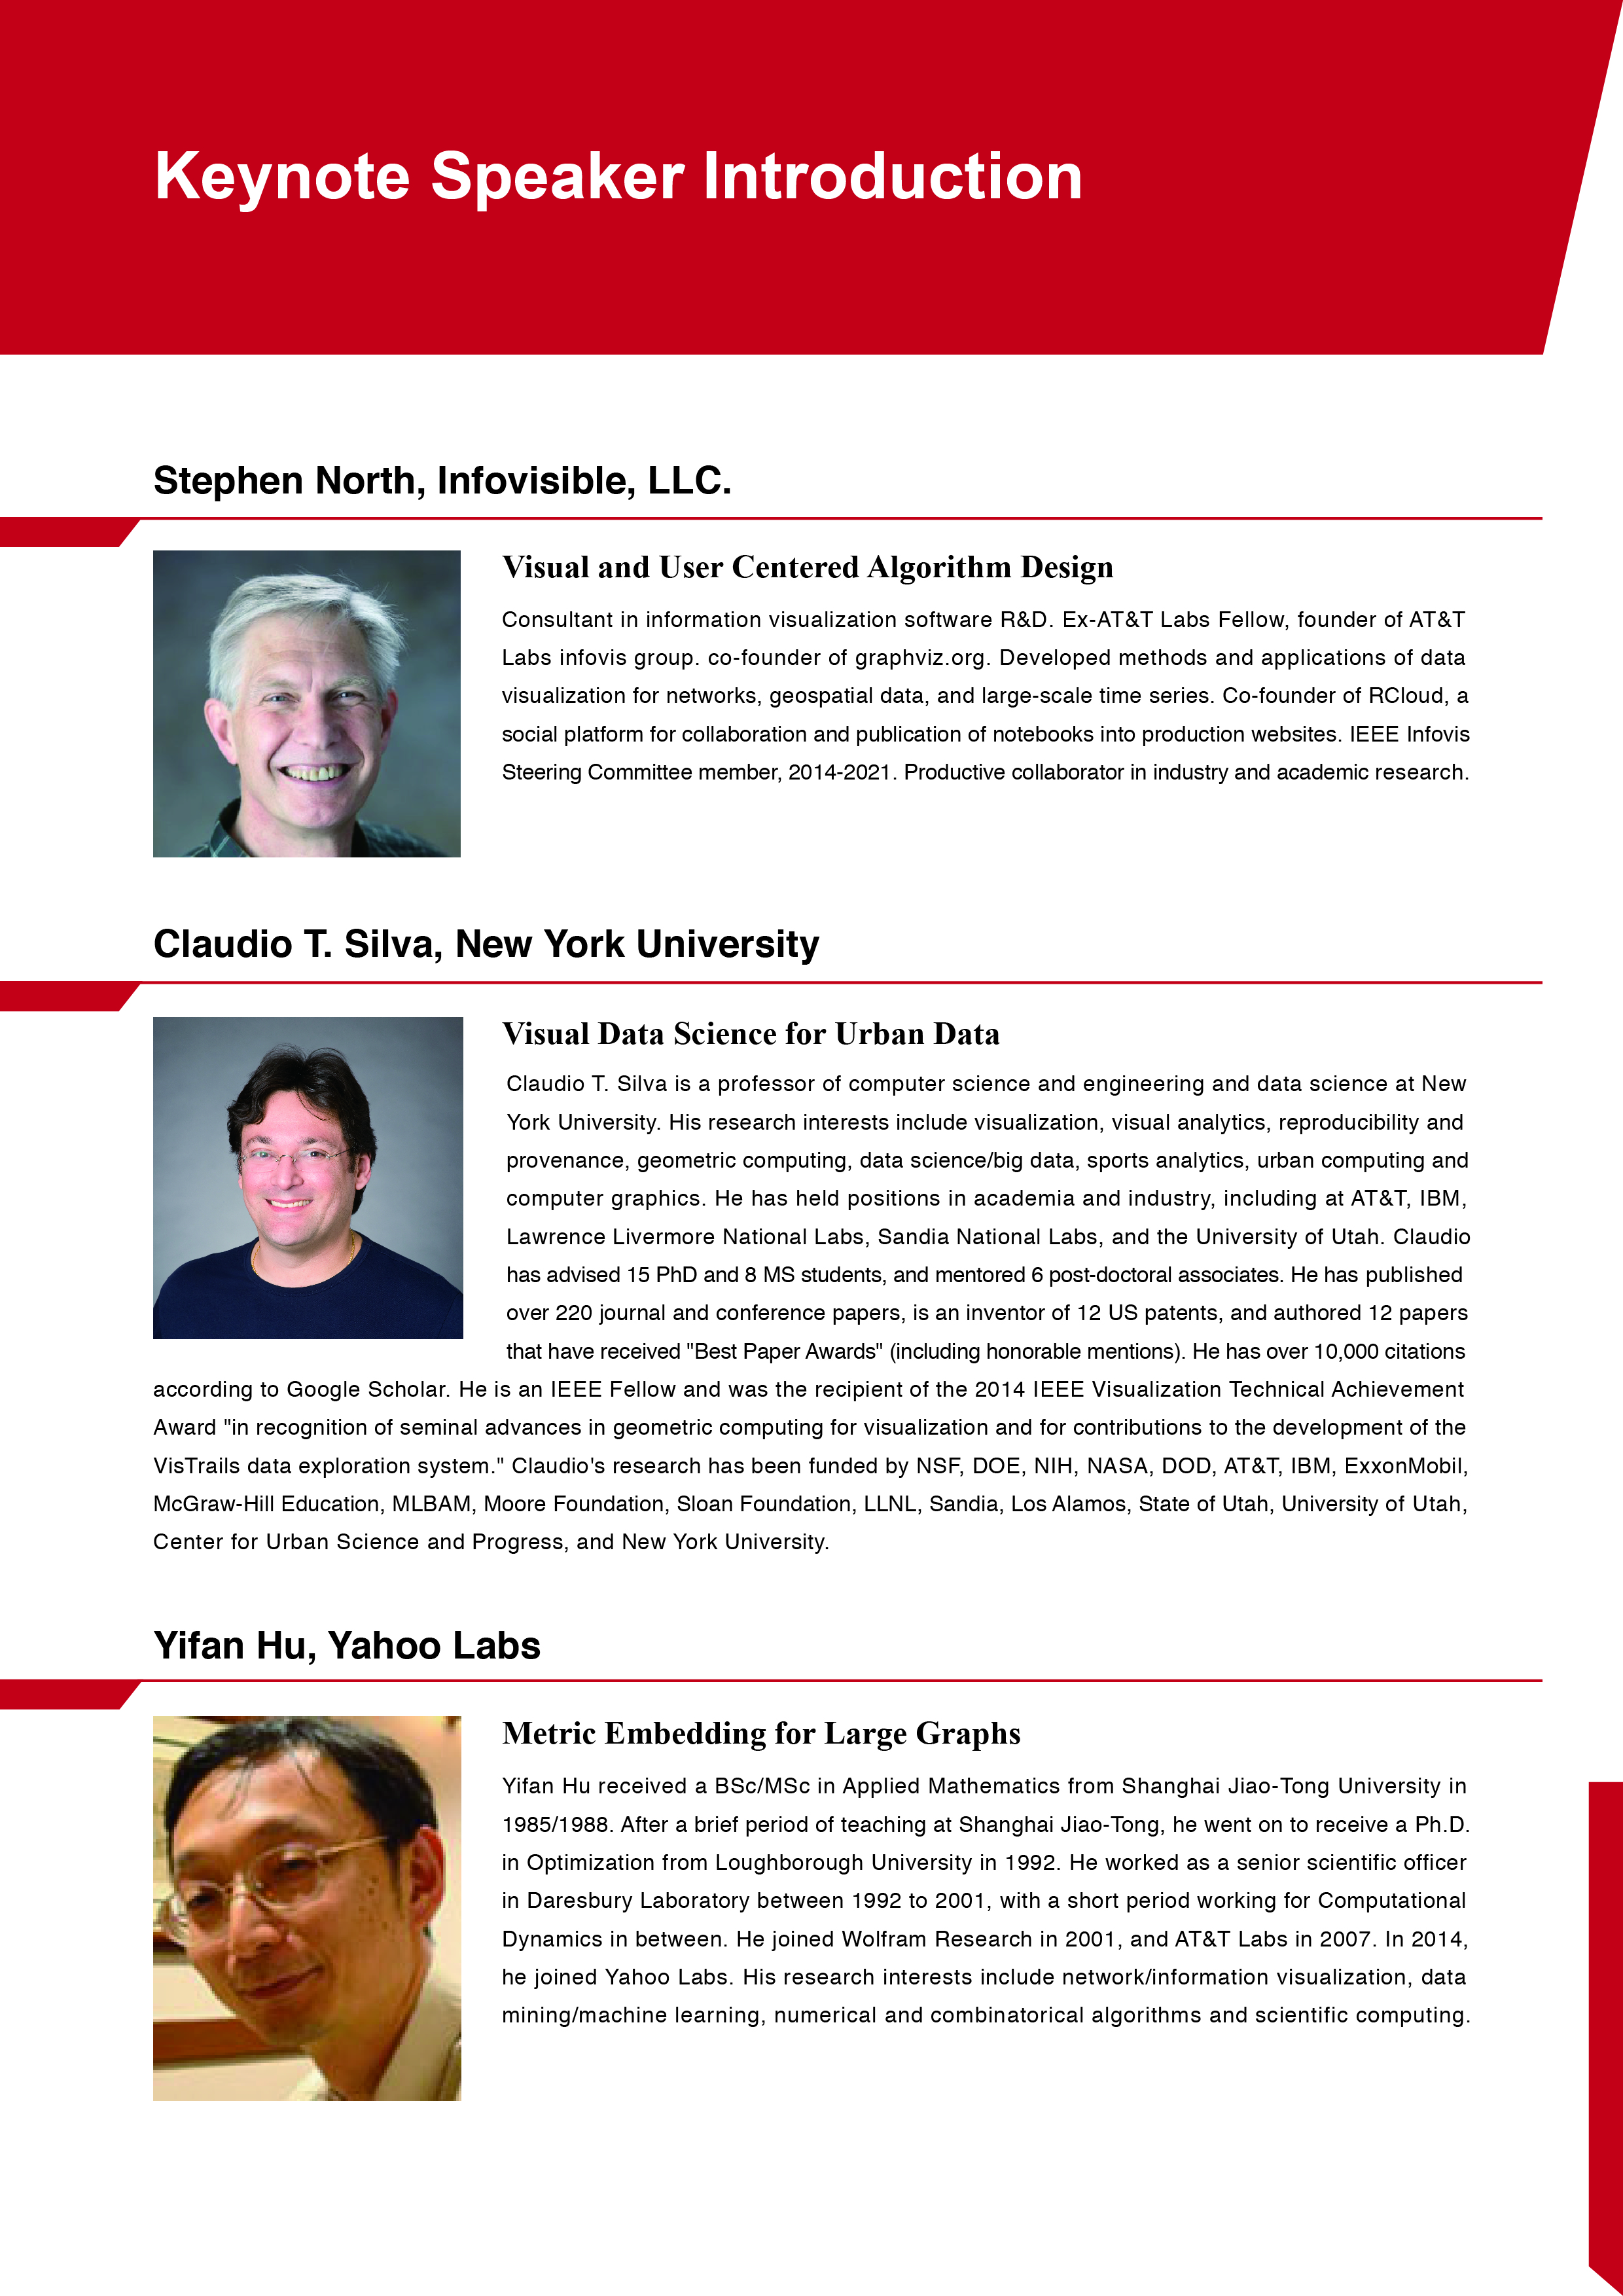 Keynote Speaker Introduction
Stephen North, Infovisible, LLC.
Visual and User Centered Algorithm Design
Consultant in information visualization software R&D. Ex-AT&T Labs Fellow, founder of AT&T
Labs infovis group. co-founder of graphviz.org. Developed methods and applications of data
visualization for networks, geospatial data, and large-scale time series. Co-founder of RCloud, a
social platform for collaboration and publication of notebooks into production websites. IEEE Infovis
Steering Committee member, 2014-2021. Productive collaborator in industry and academic research.
Claudio T. Silva, New York University
Visual Data Science for Urban Data
Claudio T. Silva is a professor of computer science and engineering and data science at New
York University. His research interests include visualization, visual analytics, reproducibility and
provenance, geometric computing, data science/big data, sports analytics, urban computing and
computer graphics. He has held positions in academia and industry, including at AT&T, IBM,
Lawrence Livermore National Labs, Sandia National Labs, and the University of Utah. Claudio
has advised 15 PhD and 8 MS students, and mentored 6 post-doctoral associates. He has published
over 220 journal and conference papers, is an inventor of 12 US patents, and authored 12 papers
that have received "Best Paper Awards" (including honorable mentions). He has over 10,000 citations
according to Google Scholar. He is an IEEE Fellow and was the recipient of the 2014 IEEE Visualization Technical Achievement
Award "in recognition of seminal advances in geometric computing for visualization and for contributions to the development of the
VisTrails data exploration system." Claudio's research has been funded by NSF, DOE, NIH, NASA, DOD, AT&T, IBM, ExxonMobil,
McGraw-Hill Education, MLBAM, Moore Foundation, Sloan Foundation, LLNL, Sandia, Los Alamos, State of Utah, University of Utah,
Center for Urban Science and Progress, and New York University.
Yifan Hu, Yahoo Labs
Metric Embedding for Large Graphs
Yifan Hu received a BSc/MSc in Applied Mathematics from Shanghai Jiao-Tong University in
1985/1988. After a brief period of teaching at Shanghai Jiao-Tong, he went on to receive a Ph.D.
in Optimization from Loughborough University in 1992. He worked as a senior scientific officer
in Daresbury Laboratory between 1992 to 2001, with a short period working for Computational
Dynamics in between. He joined Wolfram Research in 2001, and AT&T Labs in 2007. In 2014,
he joined Yahoo Labs. His research interests include network/information visualization, data
mining/machine learning, numerical and combinatorical algorithms and scientific computing.